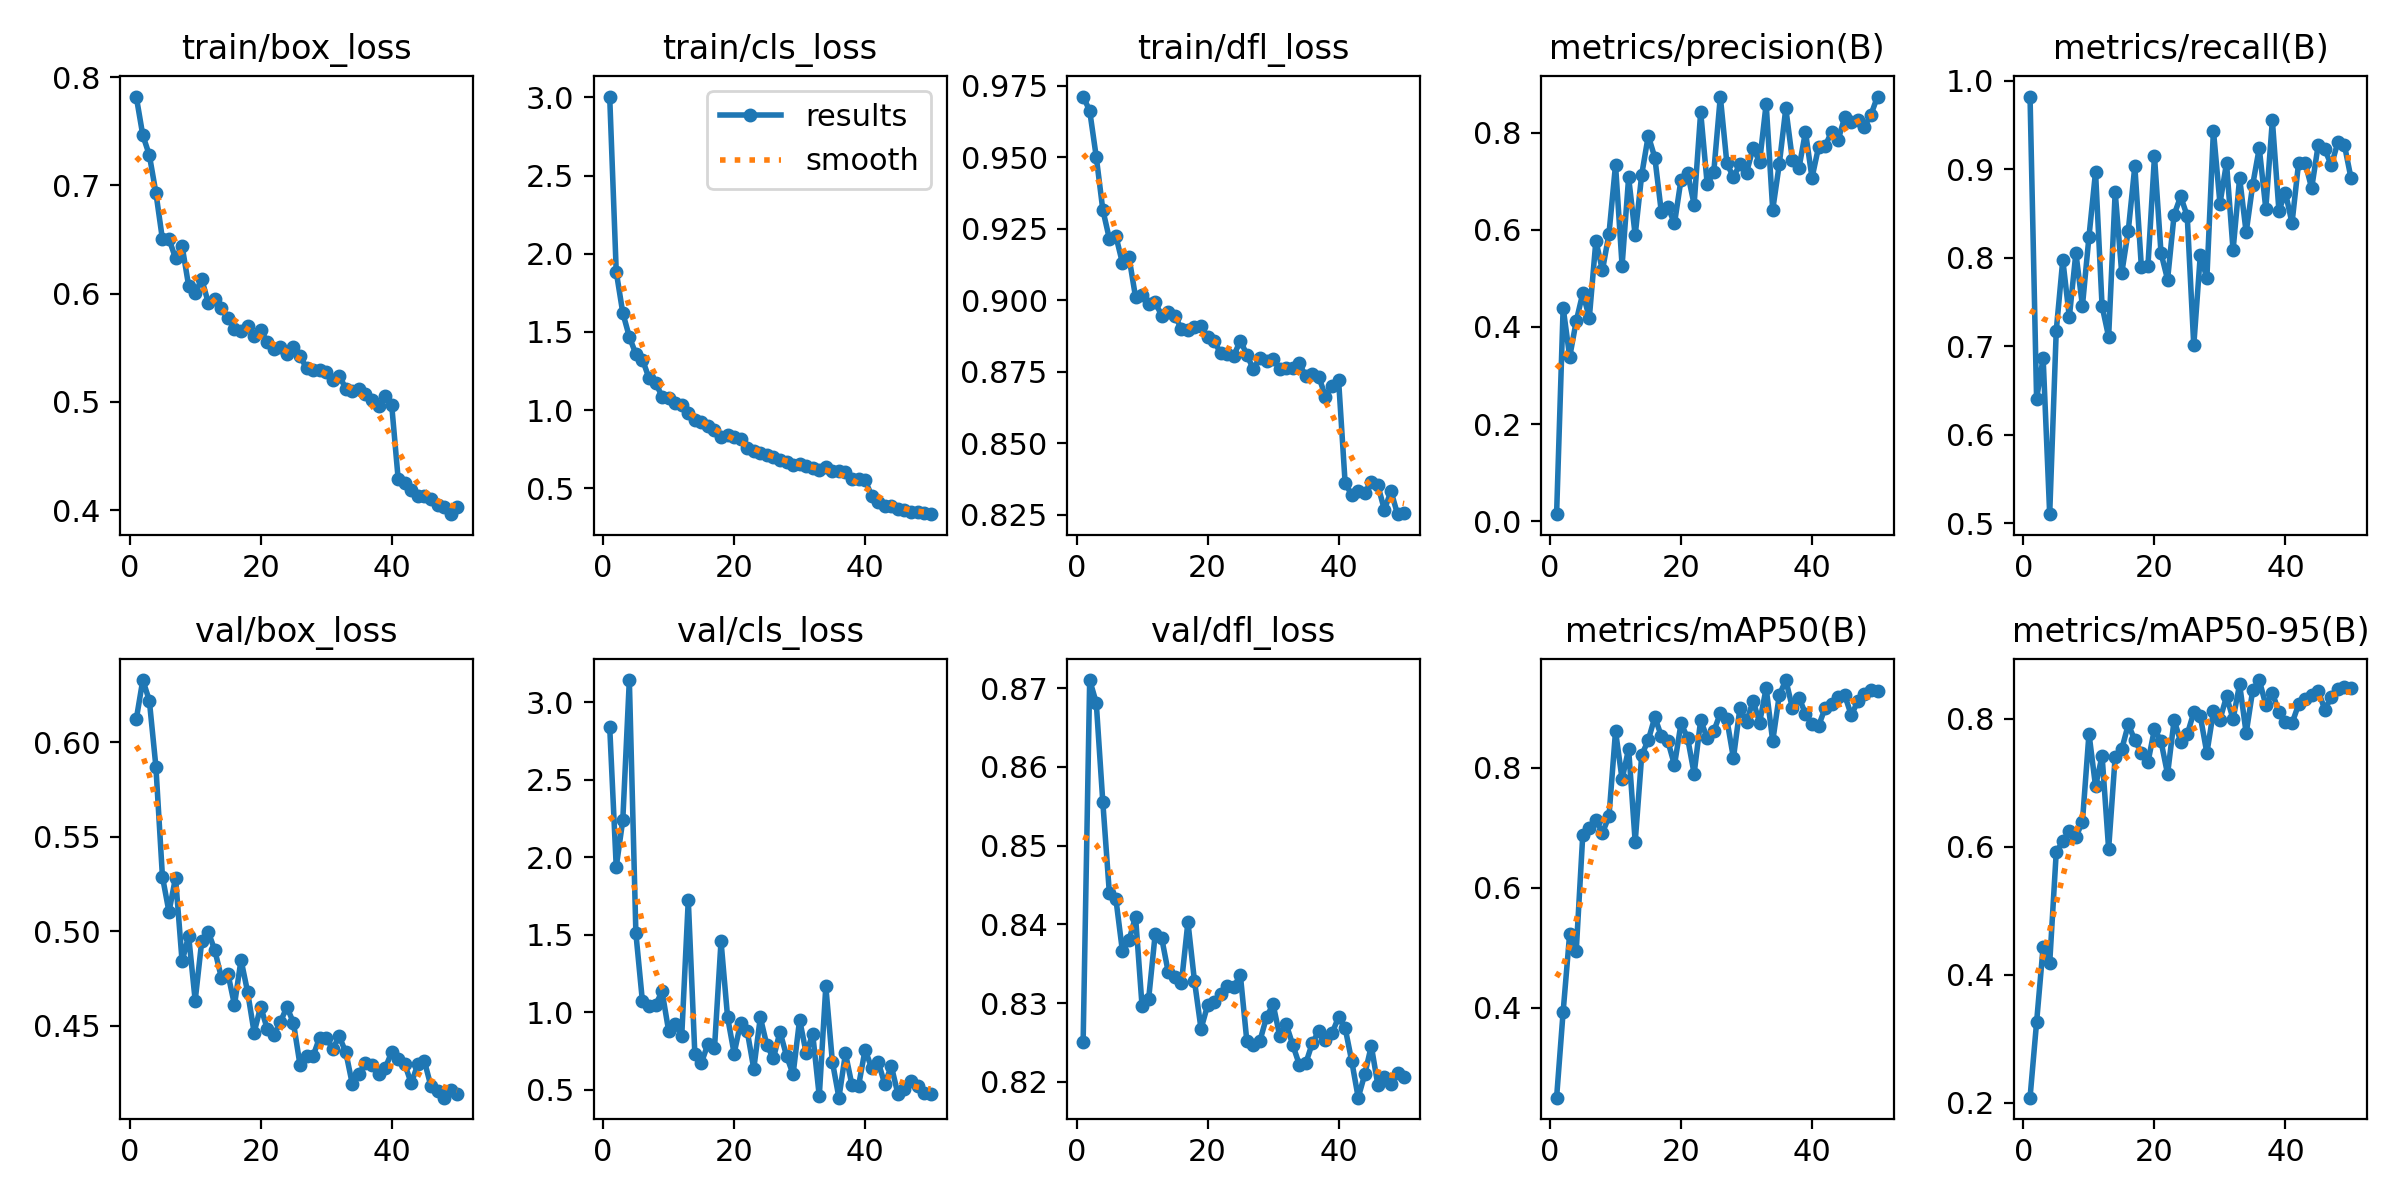 train/box_loss
0.8
0.7
0.6
0.5
0.4
0 20 40
train/cls_loss
results
smooth
3.0
2.5
2.0
1.5
1.0
0.5
0 20 40
train/dfl_loss
0.975
0.950
0.925
0.900
0.875
0.850
0.825
0 20 40
metrics/precision(B)
0.8
0.6
0.4
0.2
0.0
0 20 40
metrics/recall(B)
1.0
0.9
0.8
0.7
0.6
0.5
0 20 40
val/box_loss
0.60
0.55
0.50
0.45
0 20 40
val/cls_loss
3.0
2.5
2.0
1.5
1.0
0.5
0 20 40
val/dfl_loss
0.87
0.86
0.85
0.84
0.83
0.82
0 20 40
metrics/mAP50(B)
0.8
0.6
0.4
0 20 40
metrics/mAP50-95(B)
0.8
0.6
0.4
0.2
0 20 40